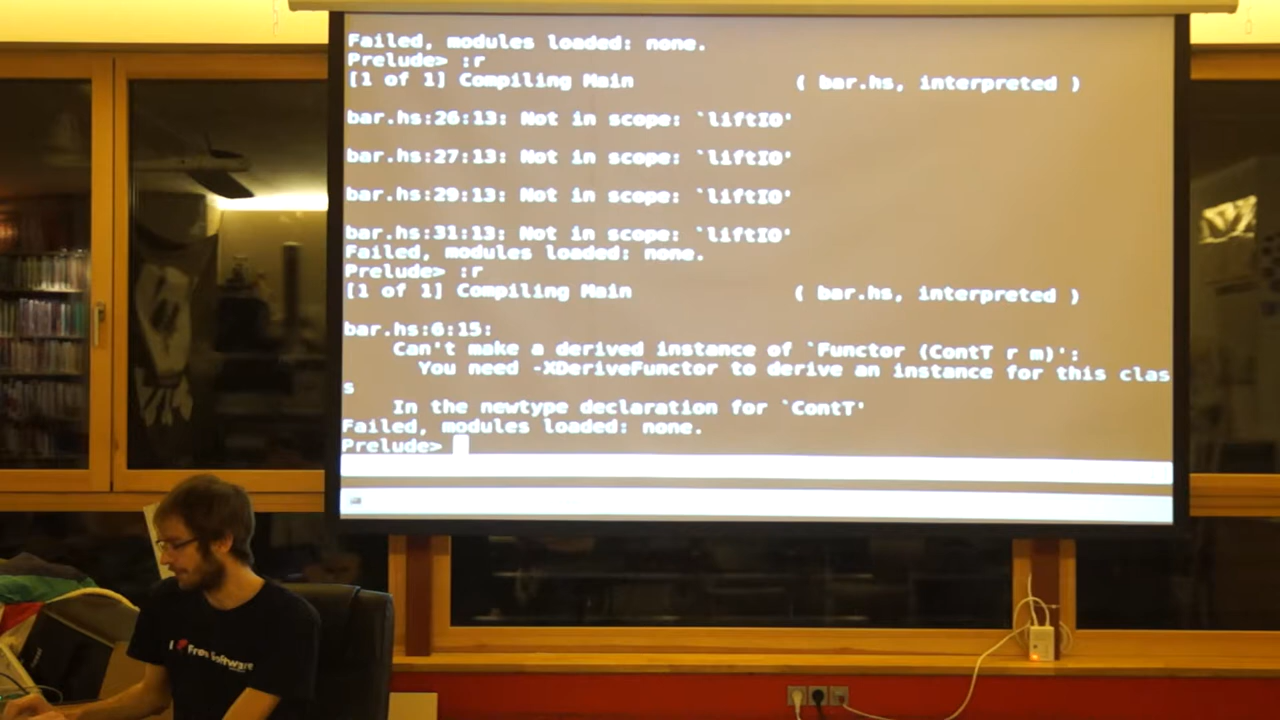 Failed, modules loaded: none.
Prelude> :r
[1 of 1] Compiling Main ( bar.hs, interpreted )
bar.hs:26:13: Not in scope: `liftIO'
bar.hs:27:13: Not in scope: `liftIO'
bar.hs:29:13: Not in scope: `liftIO'
bar.hs:31:13: Not in scope: `liftIO'
Failed, modules loaded: none.
Prelude> :r
[1 of 1] Compiling Main ( bar.hs, interpreted )
bar.hs:6:15:
Can't make a derived instance of `Functor (ContT r m)':
You need -XDeriveFunctor to derive an instance for this clas
s
In the newtype declaration for `ContT'
Failed, modules loaded: none.
Prelude>
I Free Software